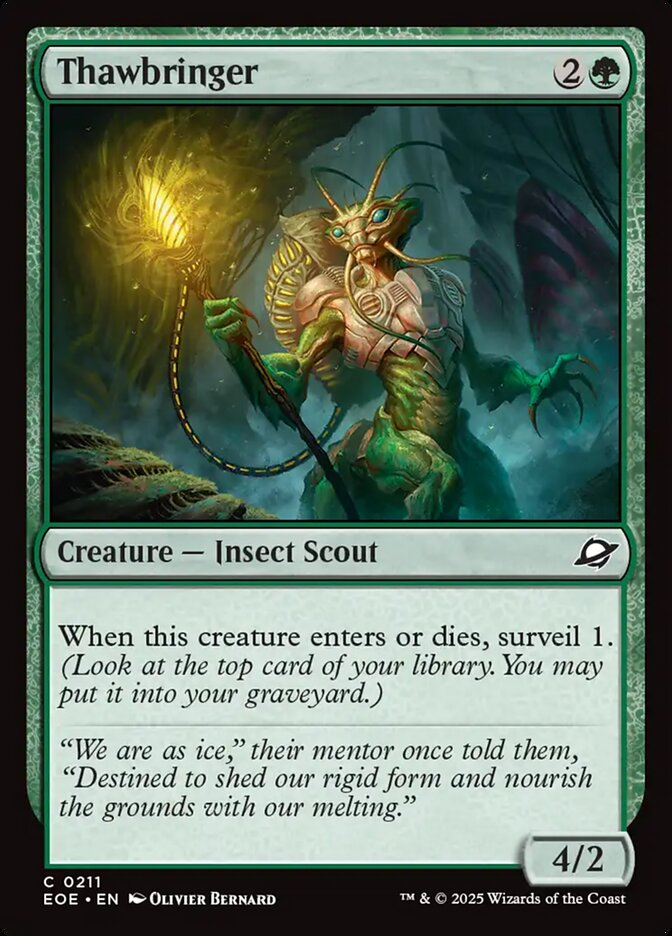 Thawbringer 2
Creature — Insect Scout
When this creature enters or dies, surveil 1.
(Look at the top card of your library. You may
put it into your graveyard.)
“We are as ice,” their mentor once told them,
“Destined to shed our rigid form and nourish
the grounds with our melting.”
4/2
C 0211
EOE • EN Olivier Bernard
™ & © 2025 Wizards of the Coast